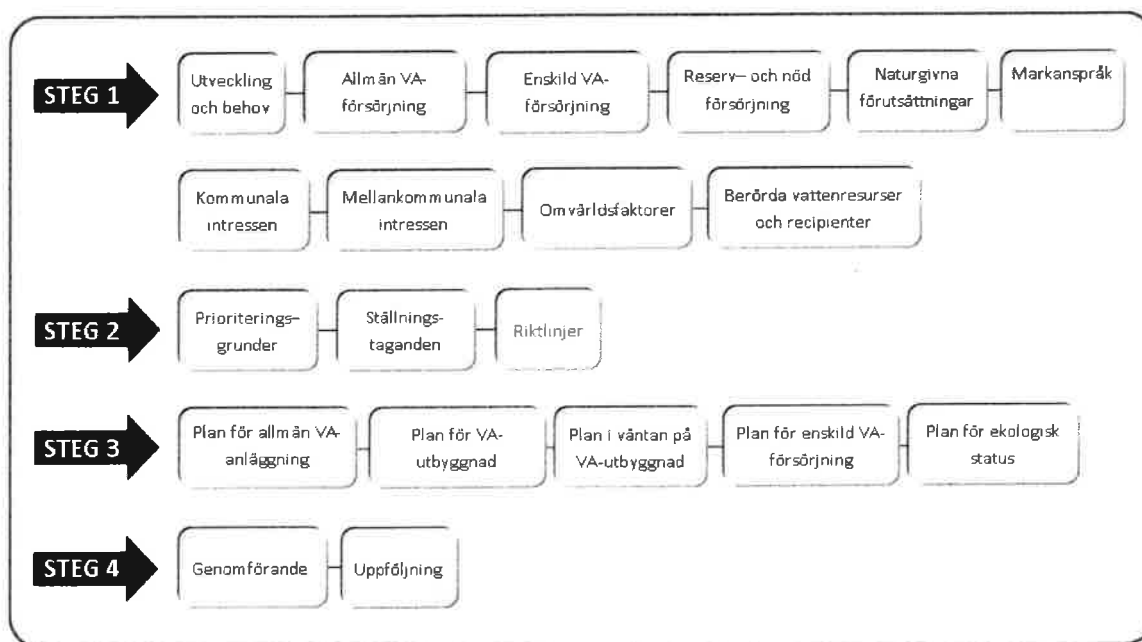 STEG 1
Utveckling
och behov
Allmän VA-
försörjning
Enskild VA-
försörjning
Reserv– och nöd
försörjning
Naturgivna
förutsättningar
Markanspråk
Kommunala
intressen
Mellankommunala
intressen
Omvärldsfaktorer
Berörda vattenresurser
och recipienter
STEG 2
Prioriterings-
grunder
Ställnings-
taganden
Riktlinjer
STEG 3
Plan för allmän VA-
anläggning
Plan för VA-
utbyggnad
Plan i väntan på
VA-utbyggnad
Plan för enskild VA-
försörjning
Plan för ekologisk
status
STEG 4
Genomförande
Uppföljning